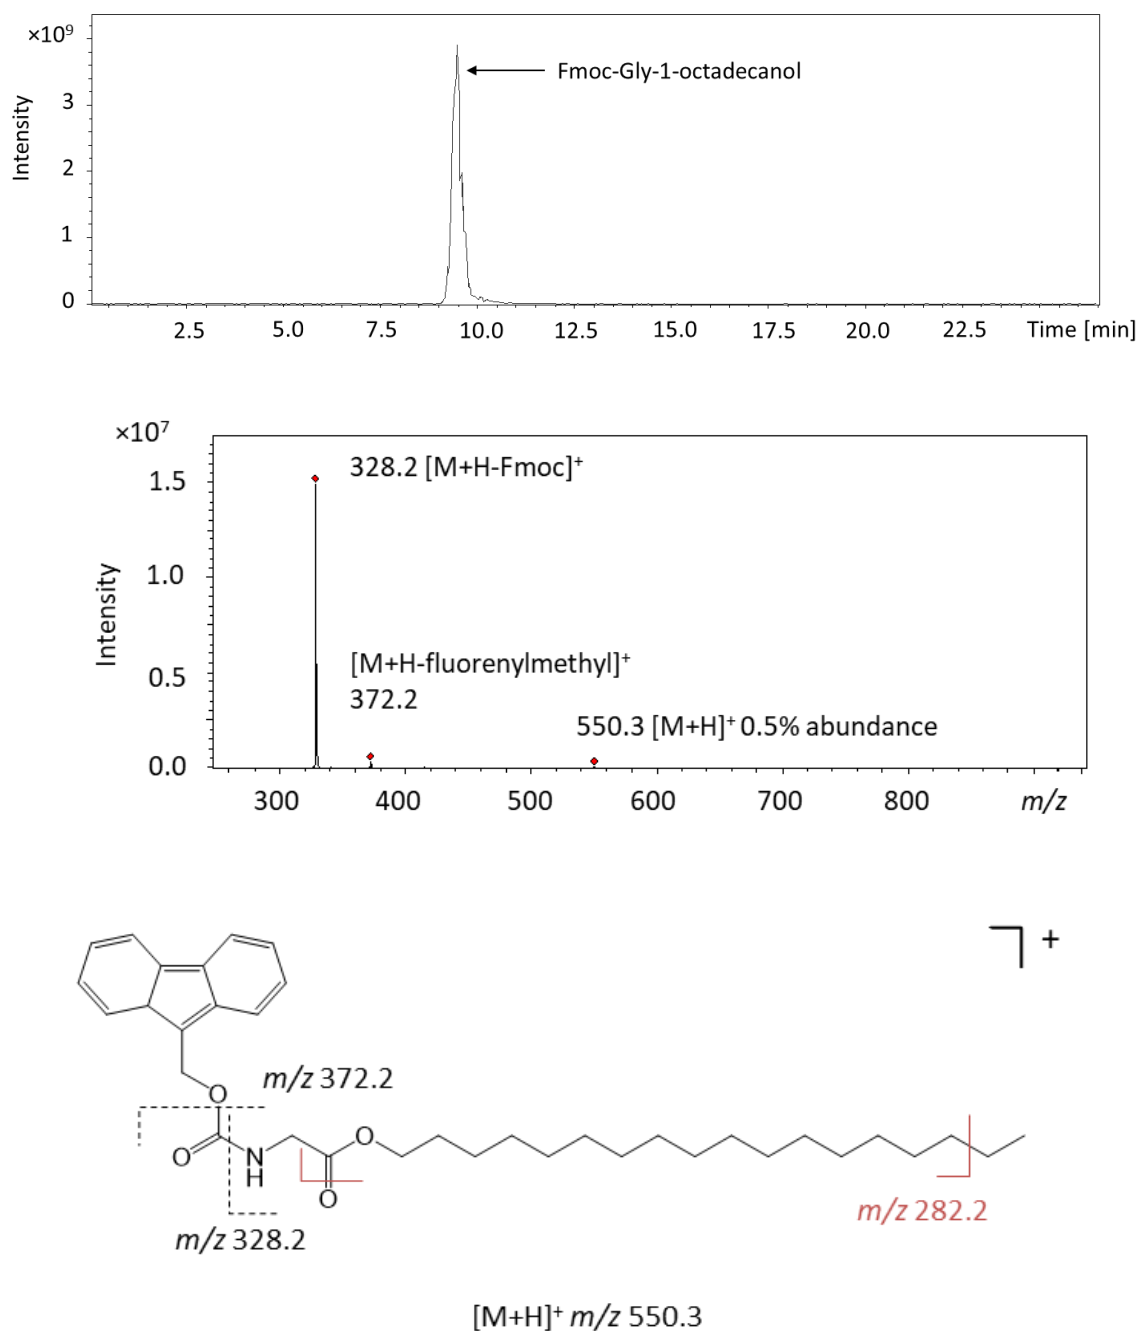 ×10⁹
3
2
1
0
Intensity
Fmoc-Gly-1-octadecanol
2.5 5.0 7.5 10.0 12.5 15.0 17.5 20.0 22.5 Time [min]
×10⁷
1.5
1.0
0.5
0.0
Intensity
328.2 [M+H-Fmoc]⁺
[M+H-fluorenylmethyl]⁺
372.2
550.3 [M+H]⁺ 0.5% abundance
300 400 500 600 700 800 m/z
+
m/z 372.2
O
O
O
N
H
O
m/z 282.2
m/z 328.2
[M+H]⁺ m/z 550.3